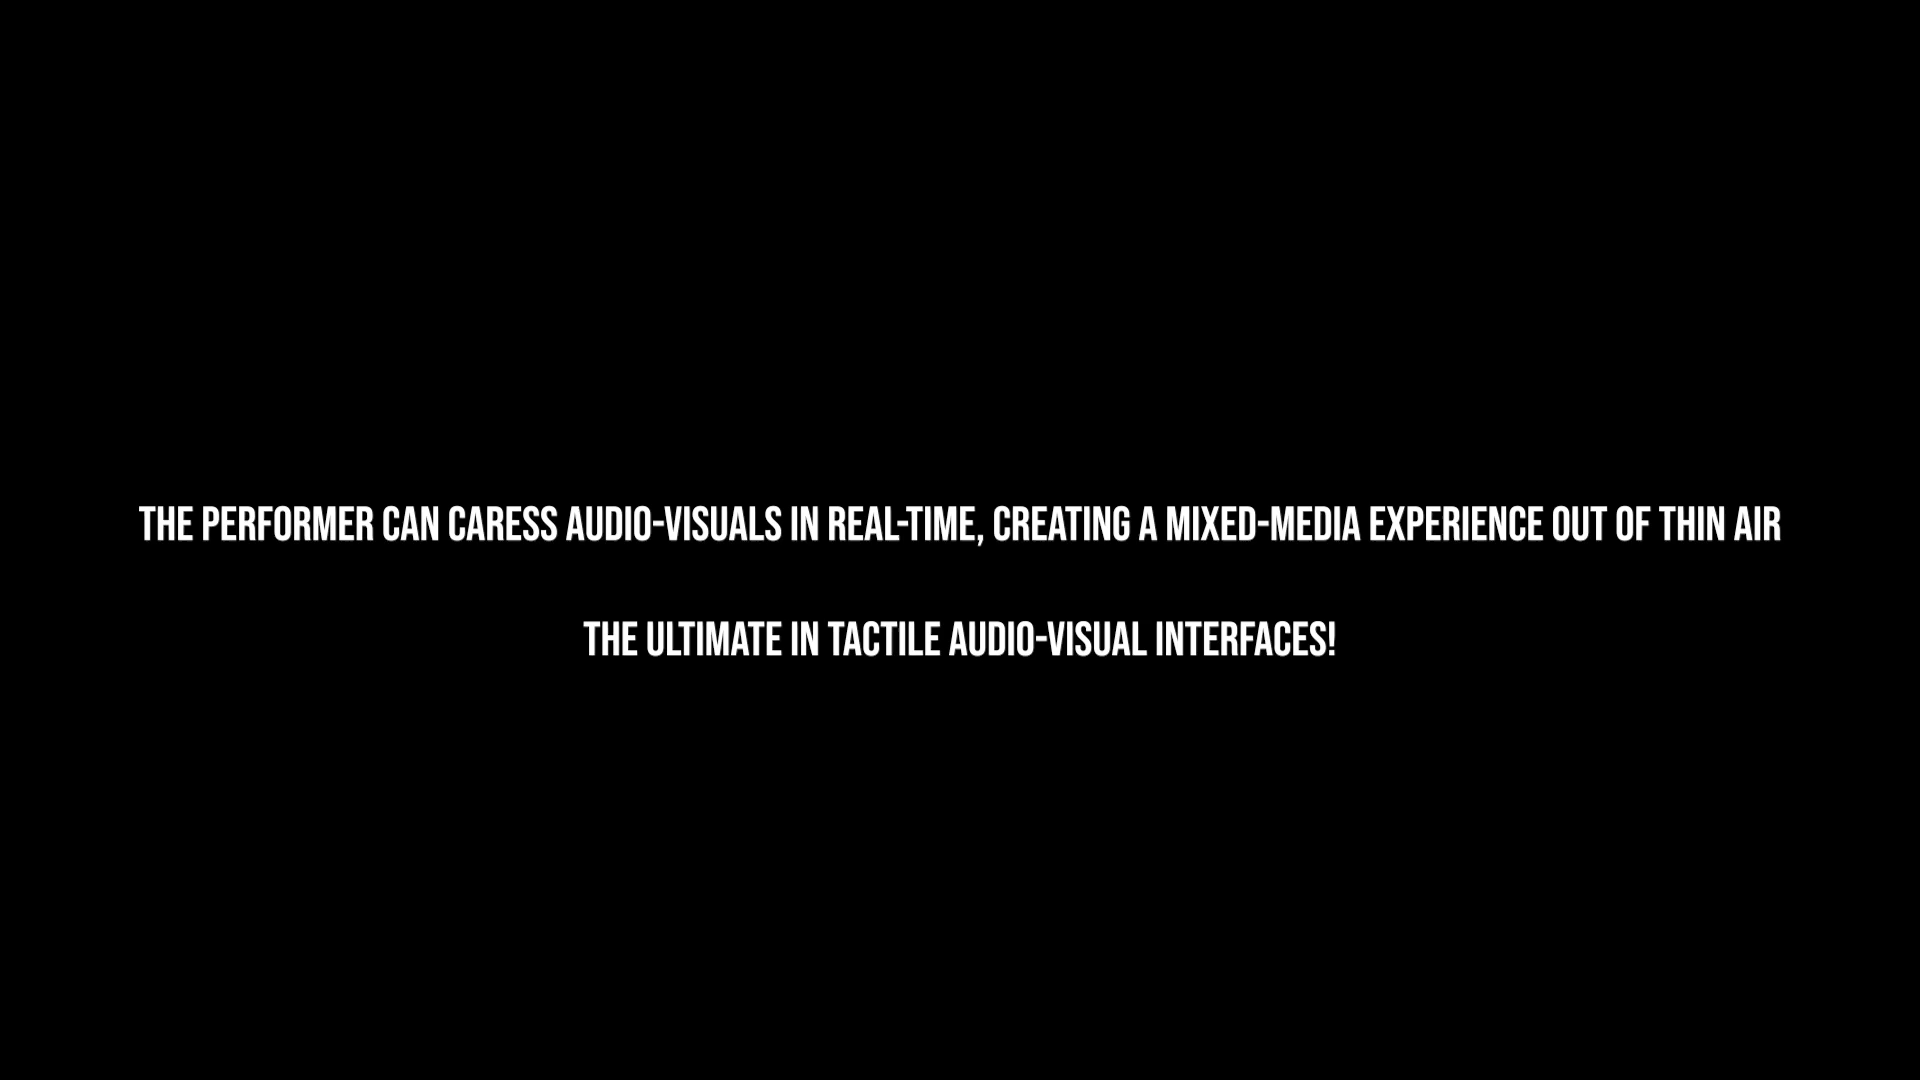 THE PERFORMER CAN CARESS AUDIO-VISUALS IN REAL-TIME, CREATING A MIXED-MEDIA EXPERIENCE OUT OF THIN AIR
THE ULTIMATE IN TACTILE AUDIO-VISUAL INTERFACES!